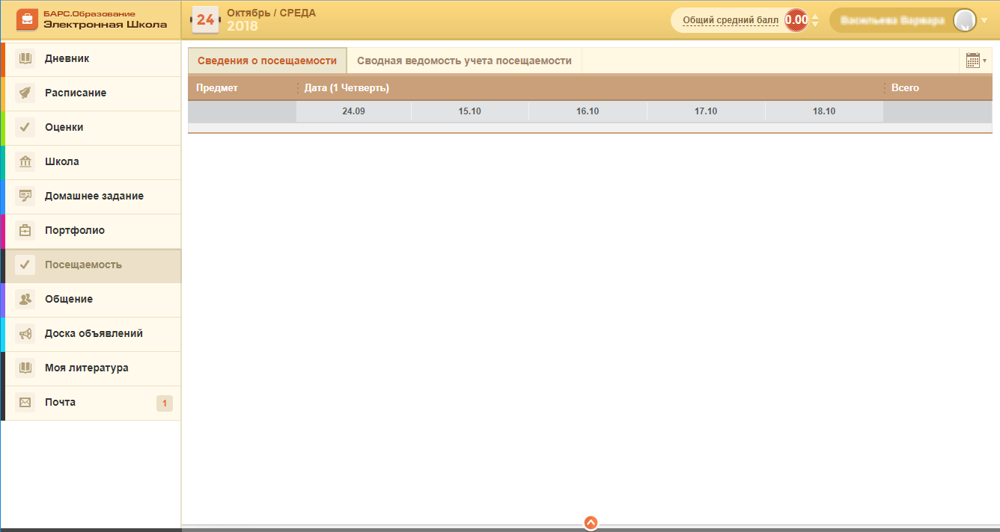 БАРС.Образование
Электронная Школа
24
Октябрь / СРЕДА
2018
Общий средний балл 0.00
Дневник
Расписание
Оценки
Школа
Домашнее задание
Портфолио
Посещаемость
Общение
Доска объявлений
Моя литература
Почта 1
Сведения о посещаемости Сводная ведомость учета посещаемости
Предмет Дата (1 Четверть) Всего
24.09 15.10 16.10 17.10 18.10